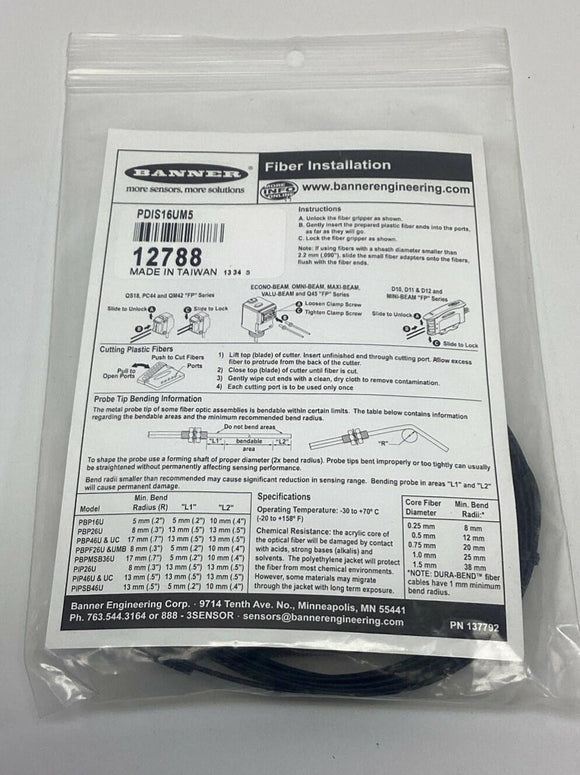 BANNER®
more sensors, more solutions
Fiber Installation
MORE INFO ONLINE
www.bannerengineering.com
PDIS16UM5
12788
MADE IN TAIWAN 1334 S
Instructions
A. Unlock the fiber gripper as shown.
B. Gently insert the prepared plastic fiber ends into the ports,
as far as they will go.
C. Lock the fiber gripper as shown.
Note: If using fibers with a sheath diameter smaller than
2.2 mm (.090"), slide the small fiber adapters onto the fibers,
flush with the fiber ends.
QS18, PC44 and QM42 "FP" Series
Slide to Unlock A
C Slide to Lock
B
ECONO-BEAM, OMNI-BEAM, MAXI-BEAM,
VALU-BEAM and Q45 "FP" Series
A Loosen Clamp Screw
C Tighten Clamp Screw
B
D10, D11 & D12 and
MINI-BEAM "FP" Series
Slide to Unlock A
B
C Slide to Lock
Cutting Plastic Fibers
Push to Cut Fibers
Ports
Pull to
Open Ports
1) Lift top (blade) of cutter. Insert unfinished end through cutting port. Allow excess
fiber to protrude from the back of the cutter.
2) Close top (blade) of cutter until fiber is cut.
3) Gently wipe cut ends with a clean, dry cloth to remove contamination.
4) Each cutting port is to be used only once
Probe Tip Bending Information
The metal probe tip of some fiber optic assemblies is bendable within certain limits. The table below contains information
regarding the bendable areas and the minimum recommended bend radius.
Do not bend areas
"L1" bendable "L2"
area
"R"
To shape the probe use a forming shaft of proper diameter (2x bend radius). Probe tips bent improperly or too tightly can usually
be straightened without permanently affecting sensing performance.
Bend radii smaller than recommended may cause significant reduction in sensing range. Bending probe in areas "L1" and "L2"
will cause permanent damage.
Model Min. Bend Radius (R) "L1" "L2"
PBP16U 5 mm (.2") 5 mm (.2") 10 mm (.4")
PBP26U 8 mm (.3") 13 mm (.5") 13 mm (.5")
PBP46U & UC 17 mm (.7") 13 mm (.5") 13 mm (.5")
PBPF26U &UMB 8 mm (.3") 5 mm (.2") 10 mm (.4")
PBPMSB36U 17 mm (.7") 5 mm (.2") 10 mm (.4")
PIP26U 8 mm (.3") 13 mm (.5") 13 mm (.5")
PIP46U & UC 13 mm (.5") 13 mm (.5") 13 mm (.5")
PIPSB46U 13 mm (.5") 5 mm (.2") 10 mm (.4")
Specifications
Operating Temperature: -30 to +70° C
(-20 to +158° F)
Chemical Resistance: the acrylic core of
the optical fiber will be damaged by contact
with acids, strong bases (alkalis) and
solvents. The polyethylene jacket will protect
the fiber from most chemical environments.
However, some materials may migrate
through the jacket with long term exposure.
Core Fiber Diameter Min. Bend Radii:*
0.25 mm 8 mm
0.5 mm 12 mm
0.75 mm 20 mm
1.0 mm 25 mm
1.5 mm 38 mm
*NOTE: DURA-BEND™ fiber
cables have 1 mm minimum
bend radius.
Banner Engineering Corp. · 9714 Tenth Ave. No., Minneapolis, MN 55441
Ph. 763.544.3164 or 888 - 3SENSOR · sensors@bannerengineering.com
PN 137792